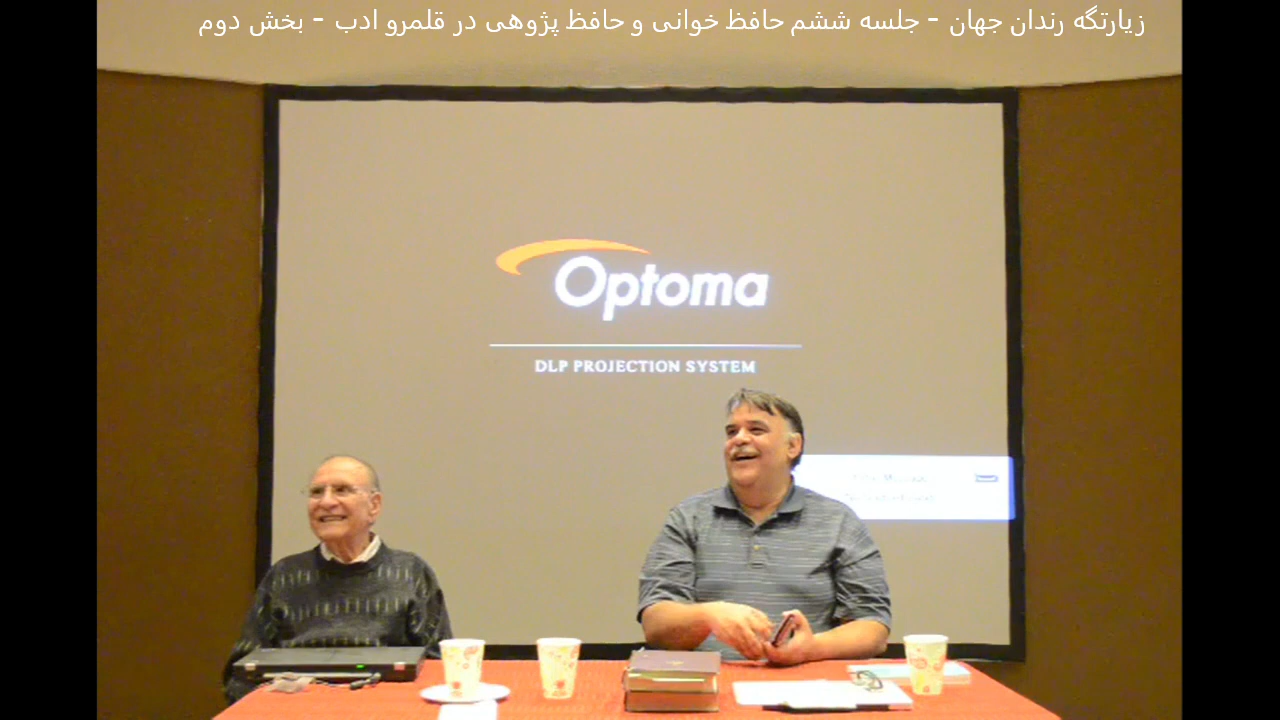 زیارتگه رندان جهان - جلسه ششم حافظ خوانی و حافظ پژوهی در قلمرو ادب - بخش دوم
Optoma
DLP PROJECTION SYSTEM